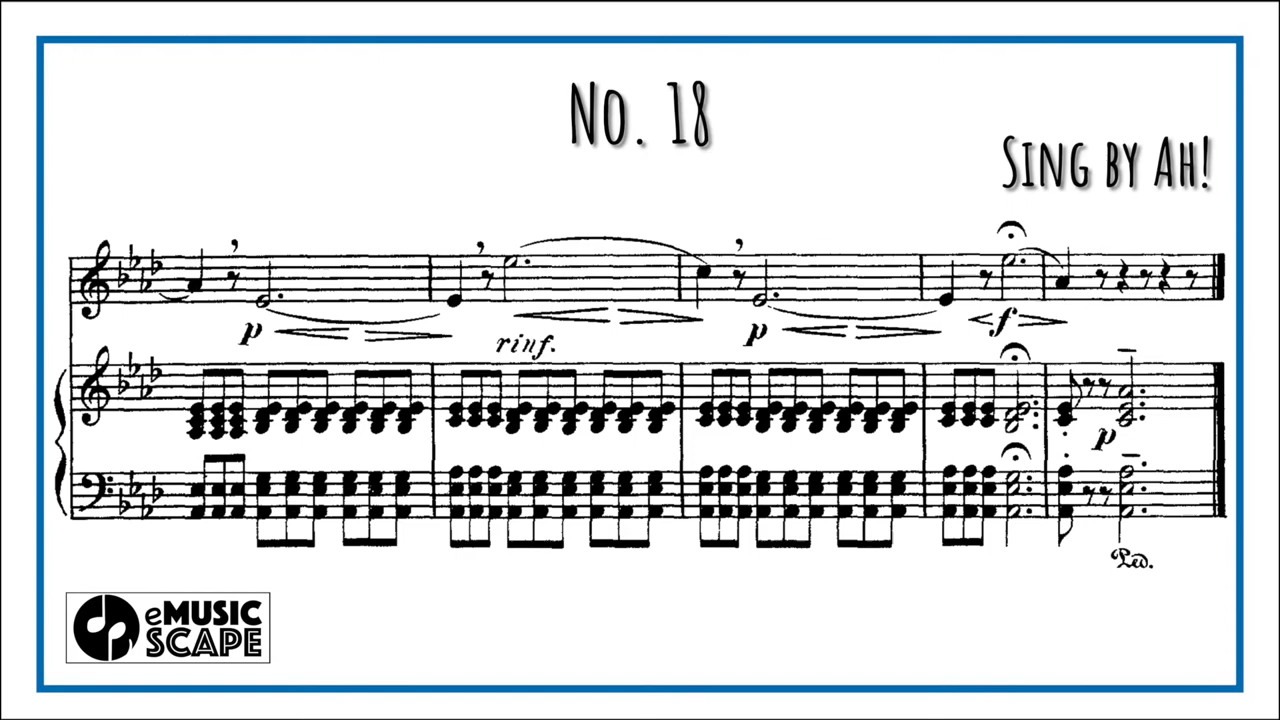 No. 18
Sing by Ah!
p
rinf.
p
f
p
Ped.
eMUSIC
SCAPE